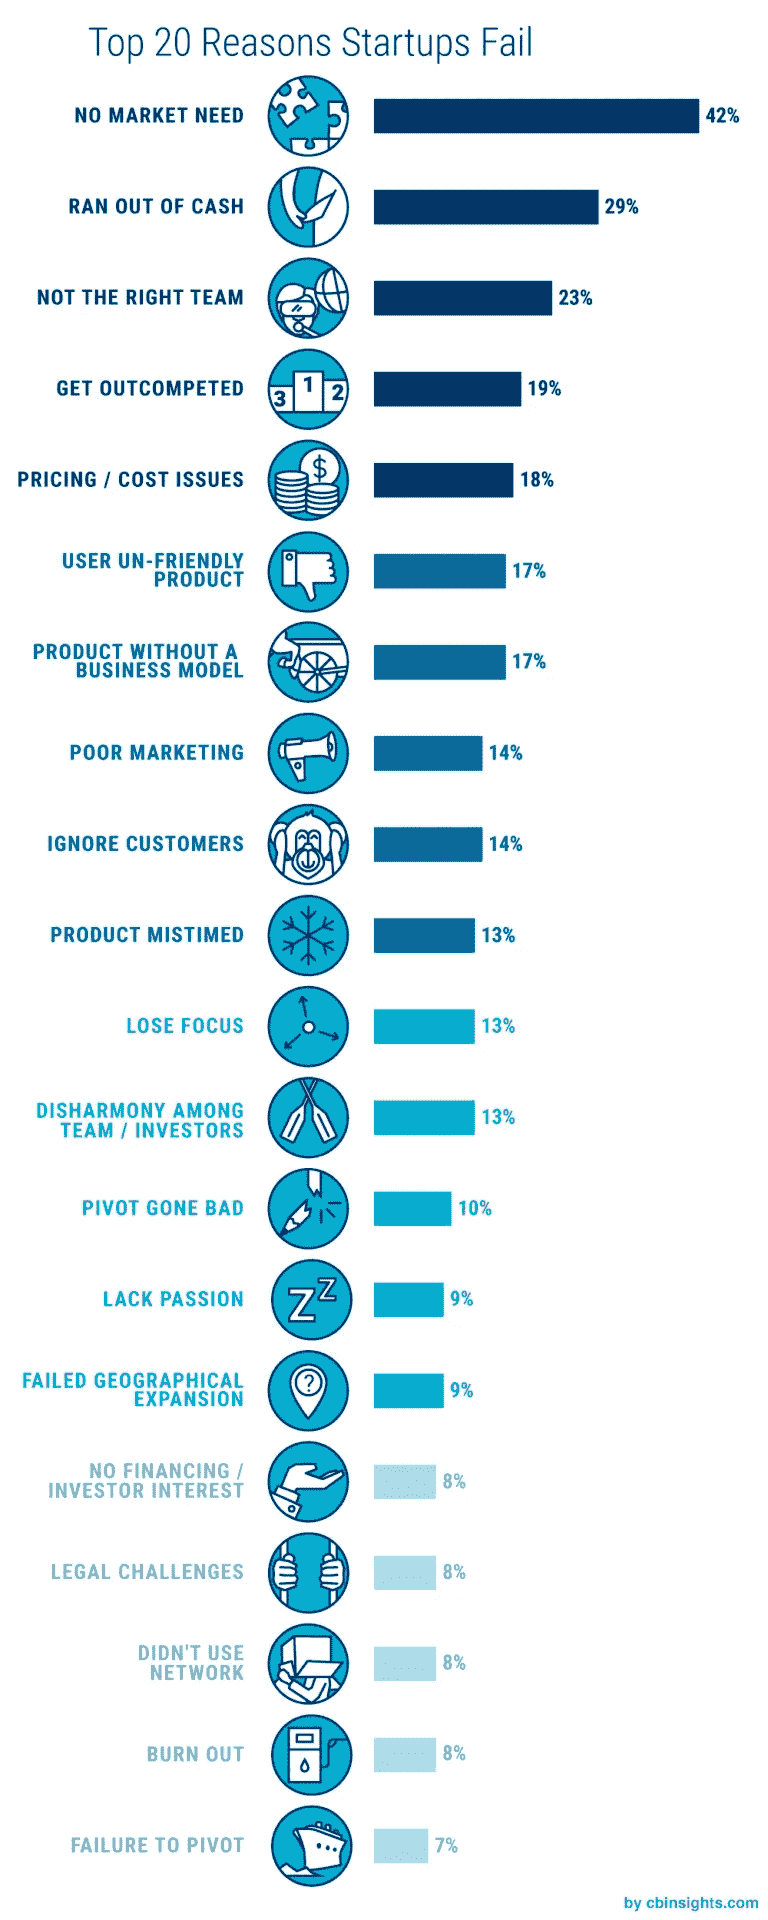 Top 20 Reasons Startups Fail
NO MARKET NEED
42%
RAN OUT OF CASH
29%
NOT THE RIGHT TEAM
23%
GET OUTCOMPETED
3 1 2
19%
PRICING / COST ISSUES
$
18%
USER UN-FRIENDLY
PRODUCT
17%
PRODUCT WITHOUT A
BUSINESS MODEL
17%
POOR MARKETING
14%
IGNORE CUSTOMERS
14%
PRODUCT MISTIMED
13%
LOSE FOCUS
13%
DISHARMONY AMONG
TEAM / INVESTORS
13%
PIVOT GONE BAD
10%
LACK PASSION
Z Z
9%
FAILED GEOGRAPHICAL
EXPANSION
?
9%
NO FINANCING /
INVESTOR INTEREST
8%
LEGAL CHALLENGES
8%
DIDN'T USE
NETWORK
8%
BURN OUT
8%
FAILURE TO PIVOT
7%
by cbinsights.com